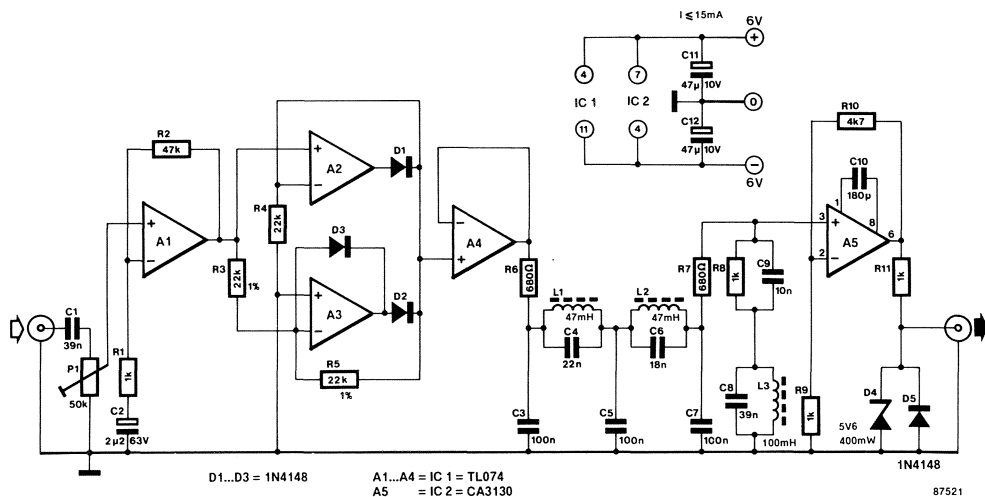 I ≤ 15mA
6V
+
C11
47µ 10V
4
7
IC 1
IC 2
0
11
4
C12
47µ 10V
−
6V
R2
47k
R10
4k7
C10
180µ
D1
A2
+
−
R4
22k
D3
A1
+
−
R3
22k
1%
A4
−
+
R6
680Ω
R7
680Ω
R8
1k
C9
10n
3
+
1
A5
8
6
2
−
R11
1k
A3
+
−
D2
L1
47mH
C4
22n
L2
47mH
C6
18n
C1
39n
P1
50k
R1
1k
C2
2µ2 63V
R5
22k
1%
C3
100n
C5
100n
C7
100n
C8
39n
L3
100mH
R9
1k
D4
5V6
400mW
D5
1N4148
D1...D3 = 1N4148
A1...A4 = IC 1 = TL074
A5 = IC 2 = CA3130
87521